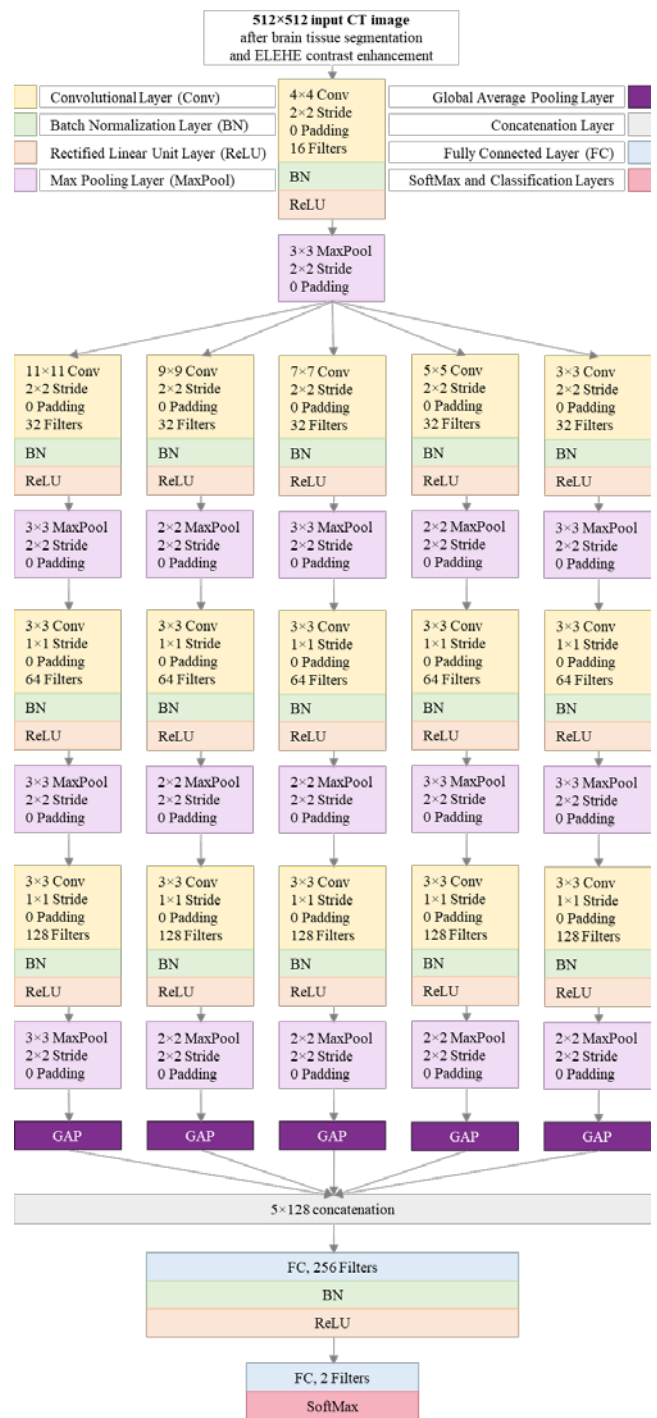 512×512 input CT image
after brain tissue segmentation
and ELEHE contrast enhancement
Convolutional Layer (Conv)
Batch Normalization Layer (BN)
Rectified Linear Unit Layer (ReLU)
Max Pooling Layer (MaxPool)
4×4 Conv
2×2 Stride
0 Padding
16 Filters
BN
ReLU
Global Average Pooling Layer
Concatenation Layer
Fully Connected Layer (FC)
SoftMax and Classification Layers
3×3 MaxPool
2×2 Stride
0 Padding
11×11 Conv
2×2 Stride
0 Padding
32 Filters
BN
ReLU
9×9 Conv
2×2 Stride
0 Padding
32 Filters
BN
ReLU
7×7 Conv
2×2 Stride
0 Padding
32 Filters
BN
ReLU
5×5 Conv
2×2 Stride
0 Padding
32 Filters
BN
ReLU
3×3 Conv
2×2 Stride
0 Padding
32 Filters
BN
ReLU
3×3 MaxPool
2×2 Stride
0 Padding
2×2 MaxPool
2×2 Stride
0 Padding
3×3 MaxPool
2×2 Stride
0 Padding
2×2 MaxPool
2×2 Stride
0 Padding
3×3 MaxPool
2×2 Stride
0 Padding
3×3 Conv
1×1 Stride
0 Padding
64 Filters
BN
ReLU
3×3 Conv
1×1 Stride
0 Padding
64 Filters
BN
ReLU
3×3 Conv
1×1 Stride
0 Padding
64 Filters
BN
ReLU
3×3 Conv
1×1 Stride
0 Padding
64 Filters
BN
ReLU
3×3 Conv
1×1 Stride
0 Padding
64 Filters
BN
ReLU
3×3 MaxPool
2×2 Stride
0 Padding
2×2 MaxPool
2×2 Stride
0 Padding
2×2 MaxPool
2×2 Stride
0 Padding
3×3 MaxPool
2×2 Stride
0 Padding
3×3 MaxPool
2×2 Stride
0 Padding
3×3 Conv
1×1 Stride
0 Padding
128 Filters
BN
ReLU
3×3 Conv
1×1 Stride
0 Padding
128 Filters
BN
ReLU
3×3 Conv
1×1 Stride
0 Padding
128 Filters
BN
ReLU
3×3 Conv
1×1 Stride
0 Padding
128 Filters
BN
ReLU
3×3 Conv
1×1 Stride
0 Padding
128 Filters
BN
ReLU
3×3 MaxPool
2×2 Stride
0 Padding
2×2 MaxPool
2×2 Stride
0 Padding
2×2 MaxPool
2×2 Stride
0 Padding
2×2 MaxPool
2×2 Stride
0 Padding
2×2 MaxPool
2×2 Stride
0 Padding
GAP
GAP
GAP
GAP
GAP
5×128 concatenation
FC, 256 Filters
BN
ReLU
FC, 2 Filters
SoftMax